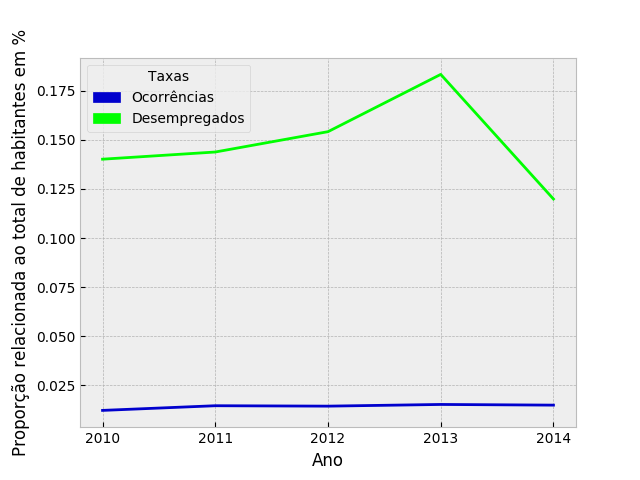 Proporção relacionada ao total de habitantes em %
Taxas
Ocorrências
Desempregados
0.175
0.150
0.125
0.100
0.075
0.050
0.025
2010 2011 2012 2013 2014
Ano